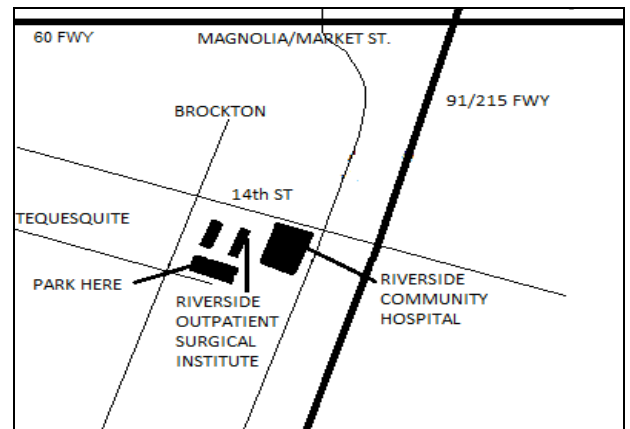 60 FWY
MAGNOLIA/MARKET ST.
91/215 FWY
BROCKTON
14th ST
TEQUESQUITE
PARK HERE
RIVERSIDE
OUTPATIENT
SURGICAL
INSTITUTE
RIVERSIDE
COMMUNITY
HOSPITAL